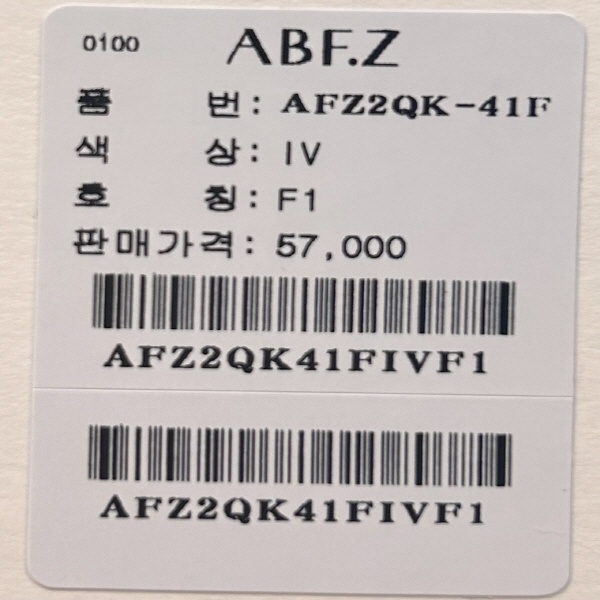 0100 ABF.Z
품 번: AFZ2QK-41F
색 상: IV
호 칭: F1
판매가격: 57,000
AFZ2QK41FIVF1
AFZ2QK41FIVF1